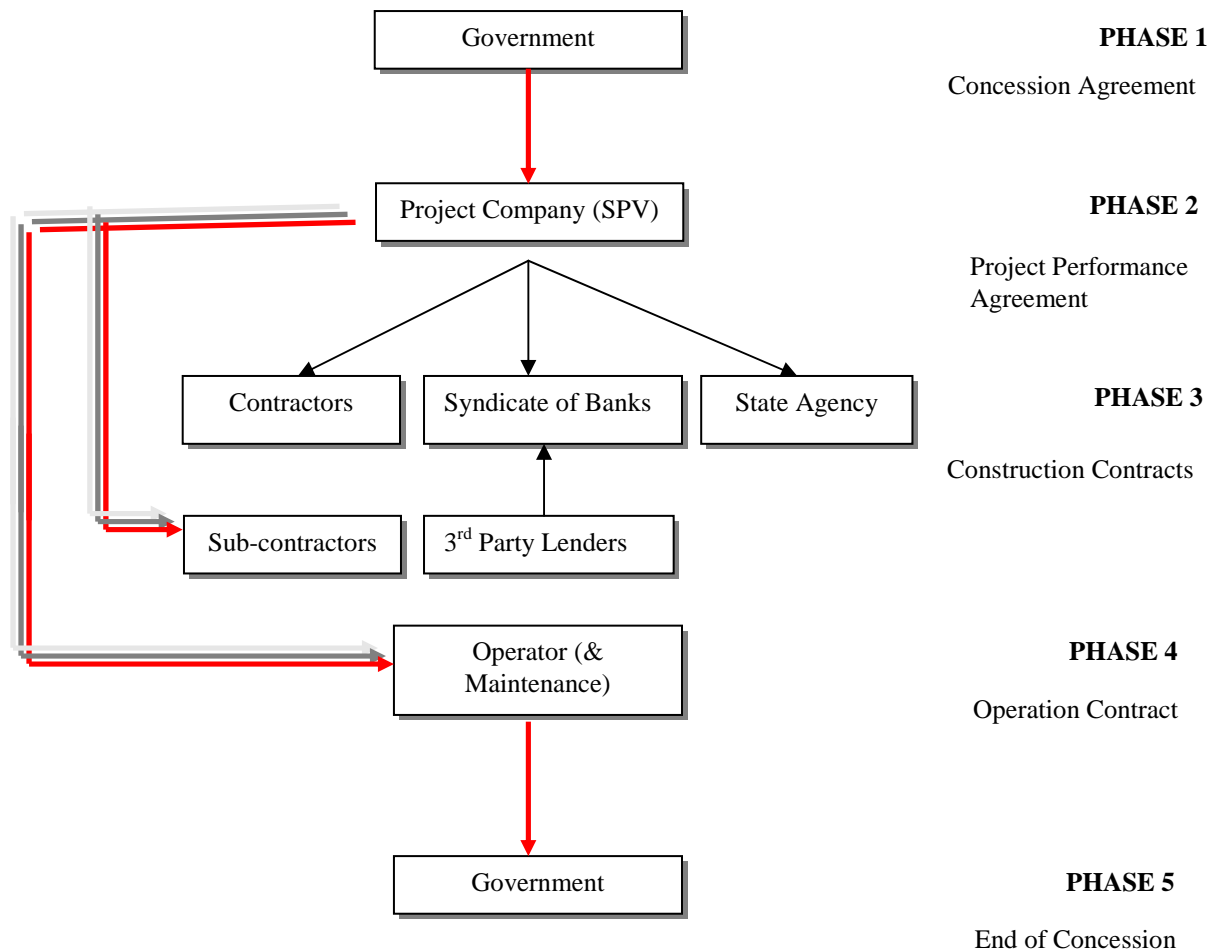 Government
PHASE 1
Concession Agreement
Project Company (SPV)
PHASE 2
Project Performance
Agreement
Contractors
Syndicate of Banks
State Agency
PHASE 3
Construction Contracts
Sub-contractors
3rd Party Lenders
Operator (&
Maintenance)
PHASE 4
Operation Contract
Government
PHASE 5
End of Concession